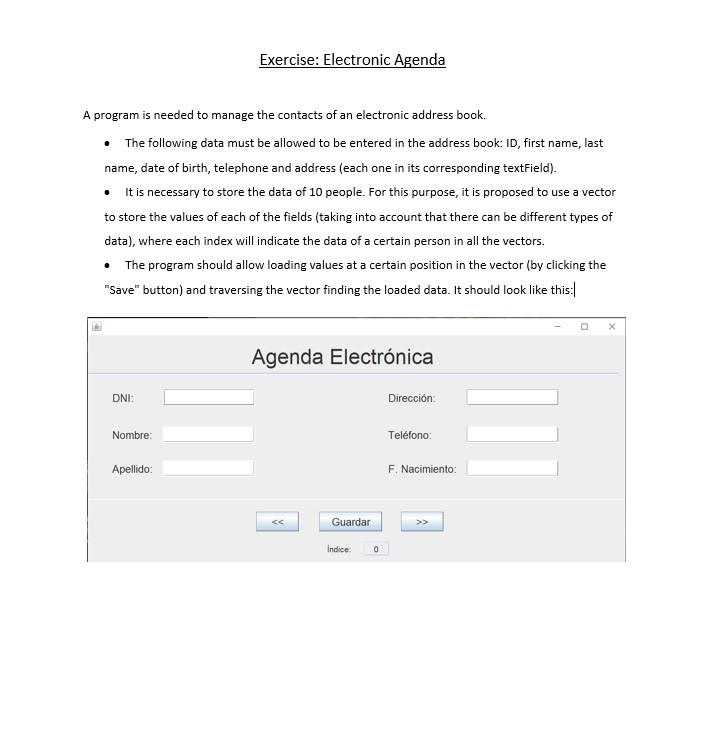 Exercise: Electronic Agenda
A program is needed to manage the contacts of an electronic address book.
• The following data must be allowed to be entered in the address book: ID, first name, last
name, date of birth, telephone and address (each one in its corresponding textField).
• It is necessary to store the data of 10 people. For this purpose, it is proposed to use a vector
to store the values of each of the fields (taking into account that there can be different types of
data), where each index will indicate the data of a certain person in all the vectors.
• The program should allow loading values at a certain position in the vector (by clicking the
"Save" button) and traversing the vector finding the loaded data. It should look like this:
Agenda Electrónica
DNI:
Dirección:
Nombre:
Teléfono:
Apellido:
F. Nacimiento:
<< Guardar >>
Índice: 0